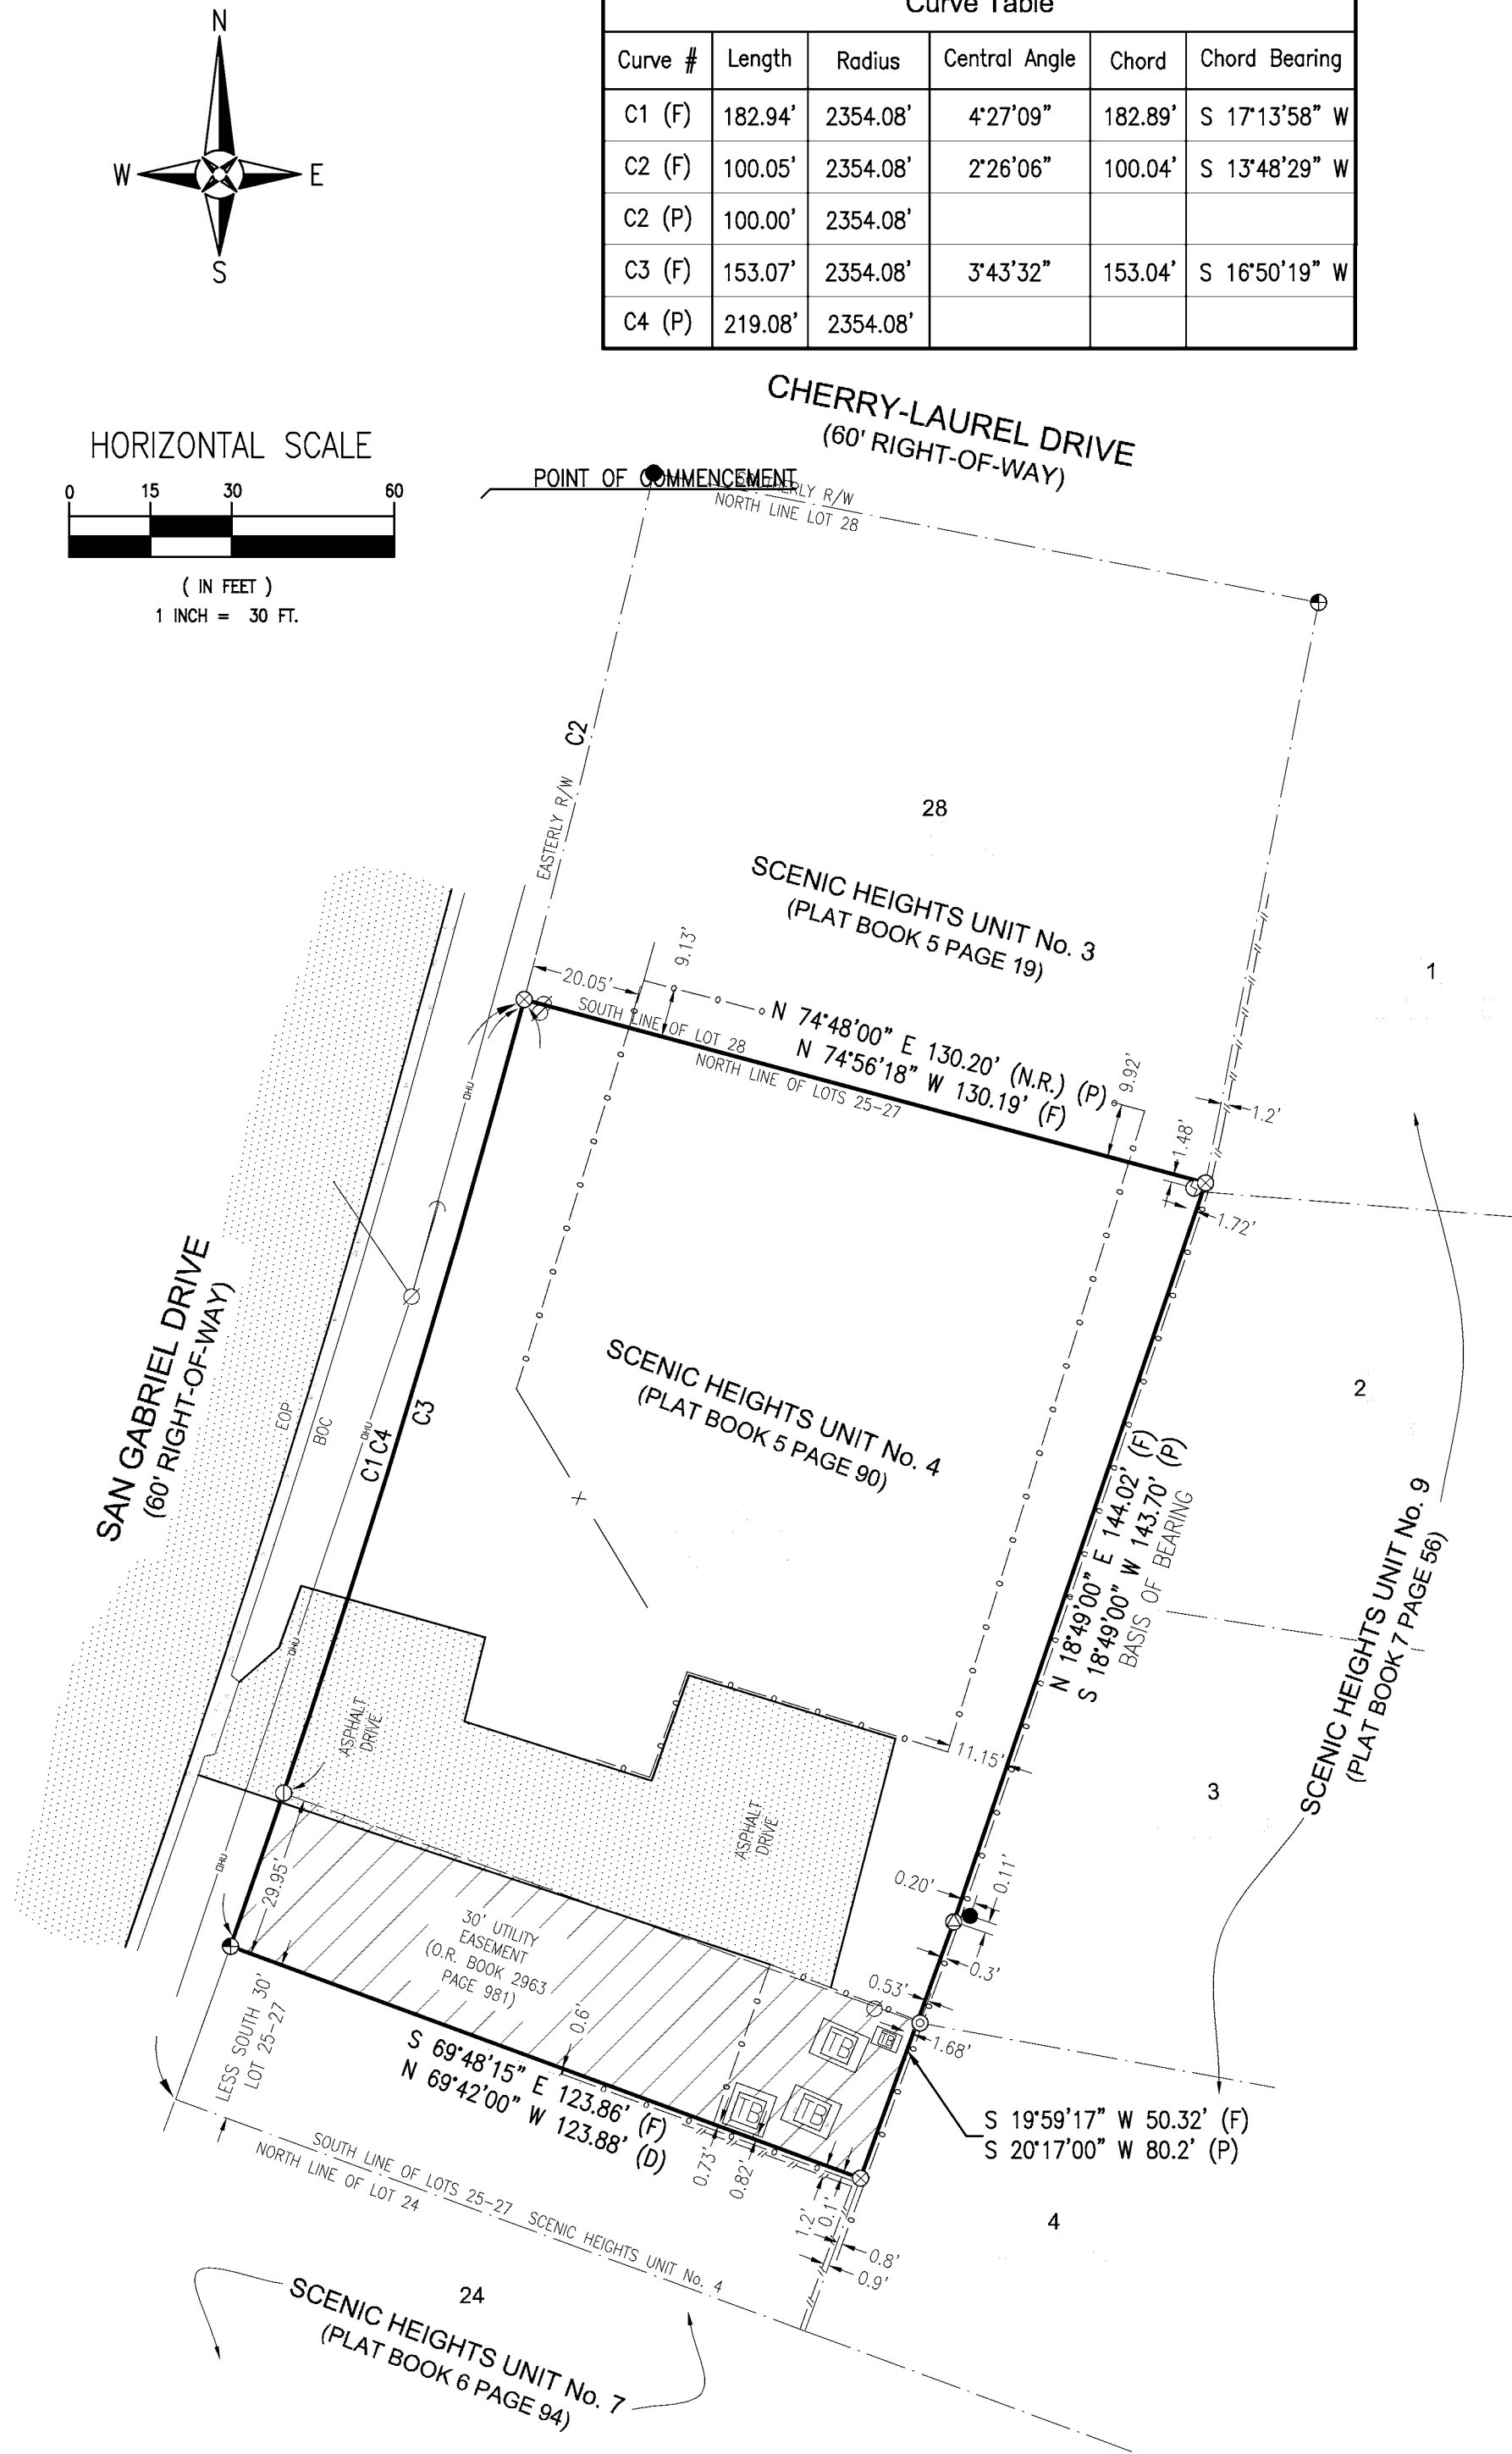 N
W
E
S
Curve Table
Curve # Length Radius Central Angle Chord Chord Bearing
C1 (F) 182.94' 2354.08' 4°27'09" 182.89' S 17°13'58" W
C2 (F) 100.05' 2354.08' 2°26'06" 100.04' S 13°48'29" W
C2 (P) 100.00' 2354.08'
C3 (F) 153.07' 2354.08' 3°43'32" 153.04' S 16°50'19" W
C4 (P) 219.08' 2354.08'
HORIZONTAL SCALE
0 15 30 60
( IN FEET )
1 INCH = 30 FT.
CHERRY-LAUREL DRIVE
(60' RIGHT-OF-WAY)
POINT OF COMMENCEMENT
SOUTHERLY R/W
NORTH LINE LOT 28
C2
EASTERLY R/W
28
SCENIC HEIGHTS UNIT No. 3
(PLAT BOOK 5 PAGE 19)
1
9.13'
20.05'
SOUTH LINE OF LOT 28
NORTH LINE OF LOTS 25-27
N 74°48'00" E 130.20' (N.R.) (P)
N 74°56'18" W 130.19' (F)
9.92'
1.48'
1.2'
1.72'
OHU
SAN GABRIEL DRIVE
(60' RIGHT-OF-WAY)
EOP
BOC
OHU
C1 C4
C3
SCENIC HEIGHTS UNIT No. 4
(PLAT BOOK 5 PAGE 90)
2
N 18°49'00" E 144.02' (F)
S 18°49'00" W 143.70' (P)
BASIS OF BEARING
SCENIC HEIGHTS UNIT No. 9
(PLAT BOOK 7 PAGE 56)
OHU
ASPHALT
DRIVE
11.15'
3
ASPHALT
DRIVE
OHU
29.95'
0.20'
0.11'
0.3'
30' UTILITY
EASEMENT
(O.R. BOOK 2963
PAGE 981)
0.6'
0.53'
1.68'
TB
TB
TB
TB
LESS SOUTH 30'
LOT 25-27
S 69°48'15" E 123.86' (F)
N 69°42'00" W 123.88' (D)
0.73'
0.82'
1.2'
0.1'
0.8'
0.9'
S 19°59'17" W 50.32' (F)
S 20°17'00" W 80.2' (P)
4
SOUTH LINE OF LOTS 25-27 SCENIC HEIGHTS UNIT No. 4
NORTH LINE OF LOT 24
24
SCENIC HEIGHTS UNIT No. 7
(PLAT BOOK 6 PAGE 94)